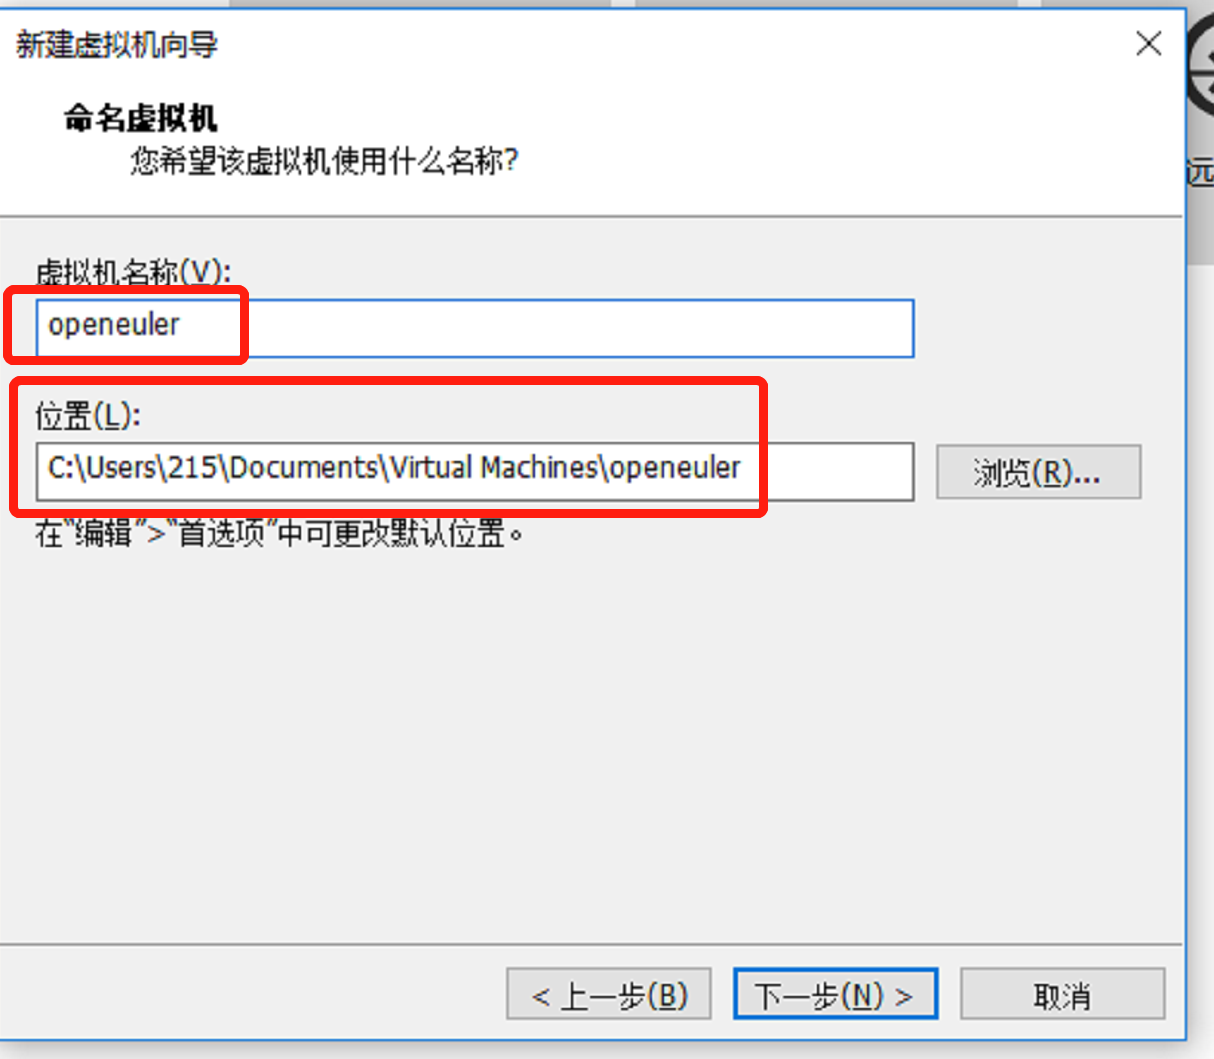 新建虚拟机向导
命名虚拟机
您希望该虚拟机使用什么名称?
远
虚拟机名称(V):
openeuler
位置(L):
C:\Users\215\Documents\Virtual Machines\openeuler
浏览(R)...
在"编辑">"首选项"中可更改默认位置。
< 上一步(B)
下一步(N) >
取消